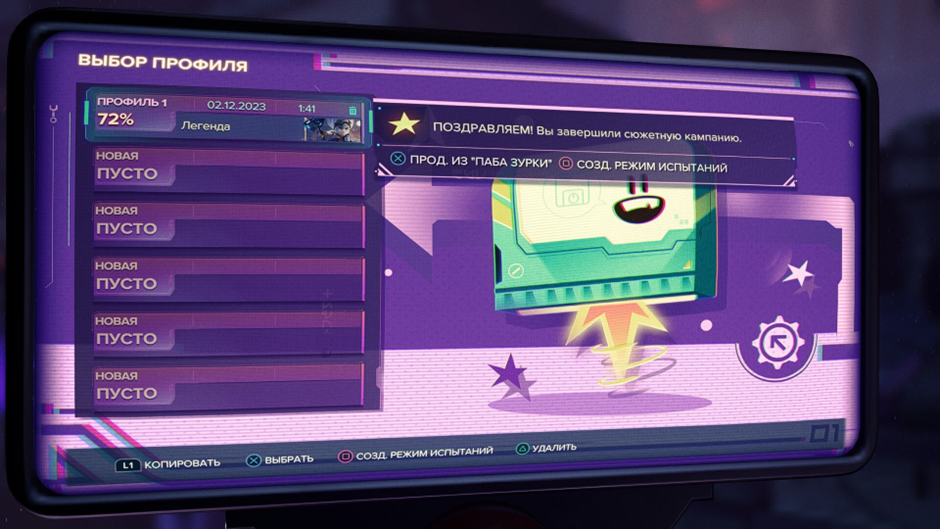 ВЫБОР ПРОФИЛЯ
ПРОФИЛЬ 1 02.12.2023 1:41
72% Легенда
ПОЗДРАВЛЯЕМ! Вы завершили сюжетную кампанию.
ПРОД. ИЗ "ПАБА ЗУРКИ" СОЗД. РЕЖИМ ИСПЫТАНИЙ
НОВАЯ
ПУСТО
НОВАЯ
ПУСТО
НОВАЯ
ПУСТО
НОВАЯ
ПУСТО
НОВАЯ
ПУСТО
01
L1 КОПИРОВАТЬ ВЫБРАТЬ СОЗД. РЕЖИМ ИСПЫТАНИЙ УДАЛИТЬ